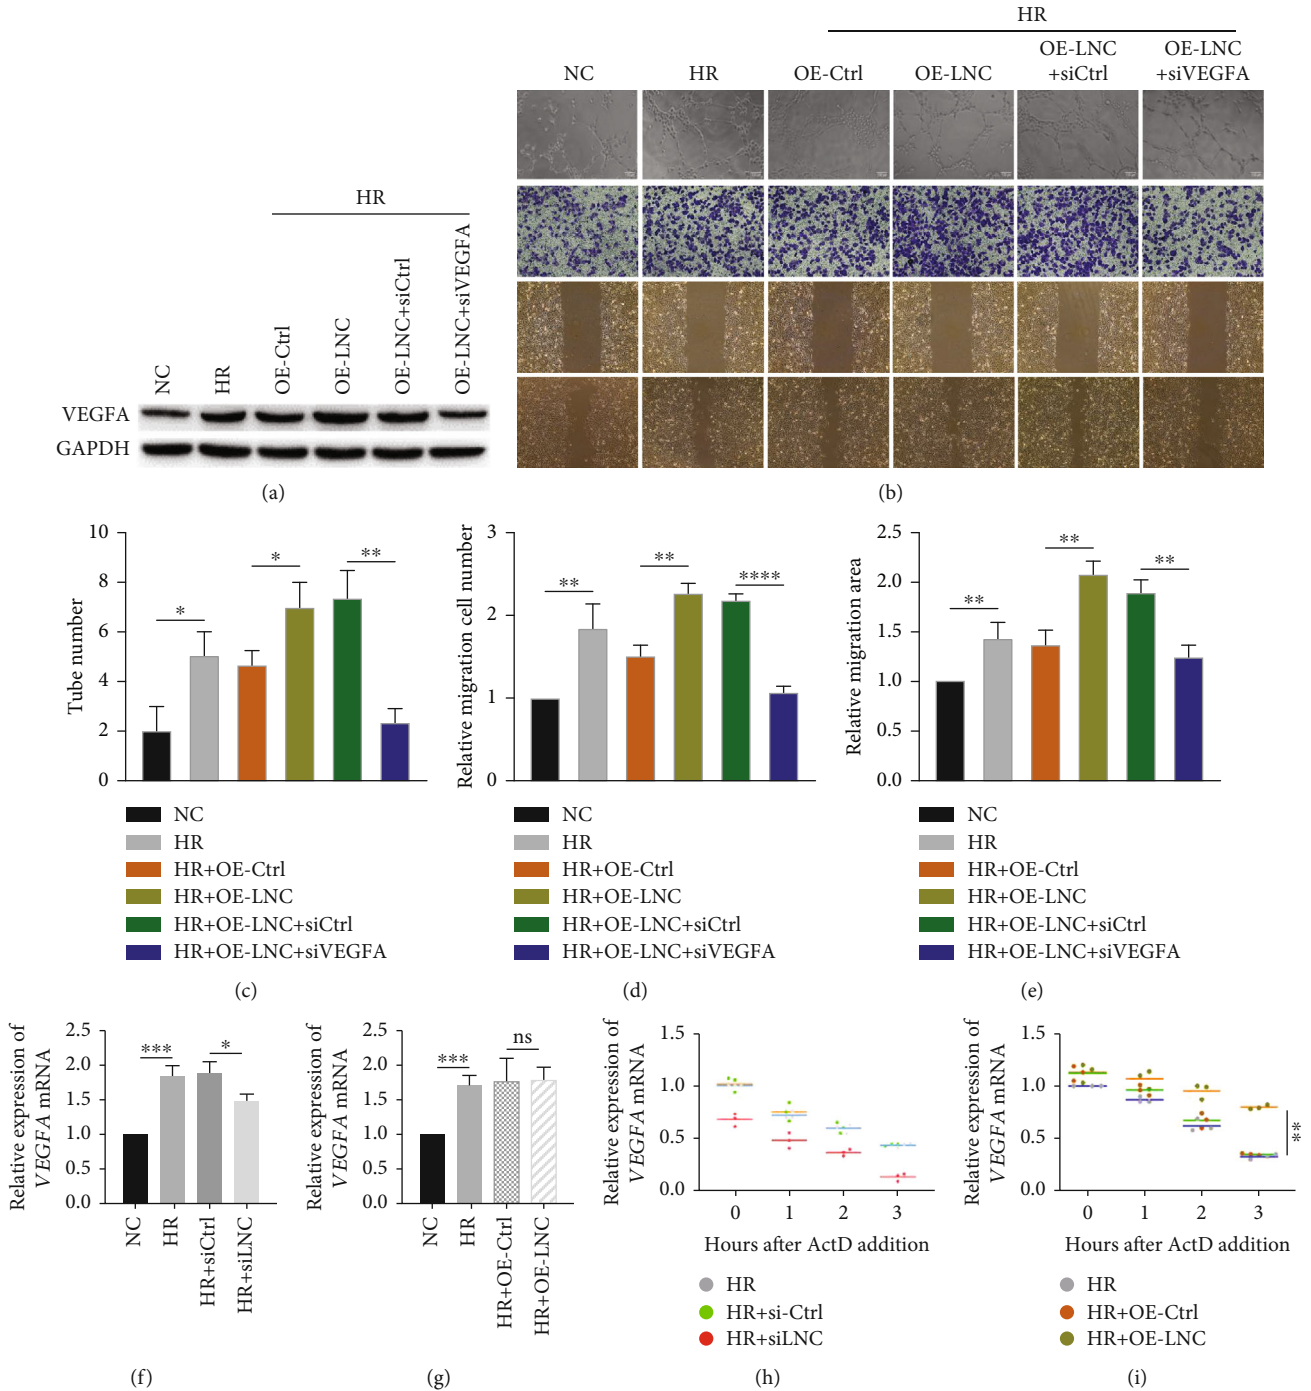 HR
NC
HR
OE-Ctrl
OE-LNC
OE-LNC+siCtrl
OE-LNC+siVEGFA
VEGFA
GAPDH
(a)
HR
NC HR OE-Ctrl OE-LNC OE-LNC +siCtrl OE-LNC +siVEGFA
(b)
Tube number
10
8
6
4
2
0
*
*
**
NC
HR
HR+OE-Ctrl
HR+OE-LNC
HR+OE-LNC+siCtrl
HR+OE-LNC+siVEGFA
(c)
Relative migration cell number
3
2
1
0
**
**
****
NC
HR
HR+OE-Ctrl
HR+OE-LNC
HR+OE-LNC+siCtrl
HR+OE-LNC+siVEGFA
(d)
Relative migration area
2.5
2.0
1.5
1.0
0.5
0.0
**
**
**
NC
HR
HR+OE-Ctrl
HR+OE-LNC
HR+OE-LNC+siCtrl
HR+OE-LNC+siVEGFA
(e)
Relative expression of
VEGFA mRNA
2.5
2.0
1.5
1.0
0.5
0.0
***
*
NC
HR
HR+siCtrl
HR+siLNC
(f)
Relative expression of
VEGFA mRNA
2.5
2.0
1.5
1.0
0.5
0.0
***
ns
NC
HR
HR+OE-Ctrl
HR+OE-LNC
(g)
Relative expression of
VEGFA mRNA
1.5
1.0
0.5
0.0
0 1 2 3
Hours after ActD addition
HR
HR+si-Ctrl
HR+siLNC
(h)
Relative expression of
VEGFA mRNA
1.5
1.0
0.5
0.0
**
0 1 2 3
Hours after ActD addition
HR
HR+OE-Ctrl
HR+OE-LNC
(i)